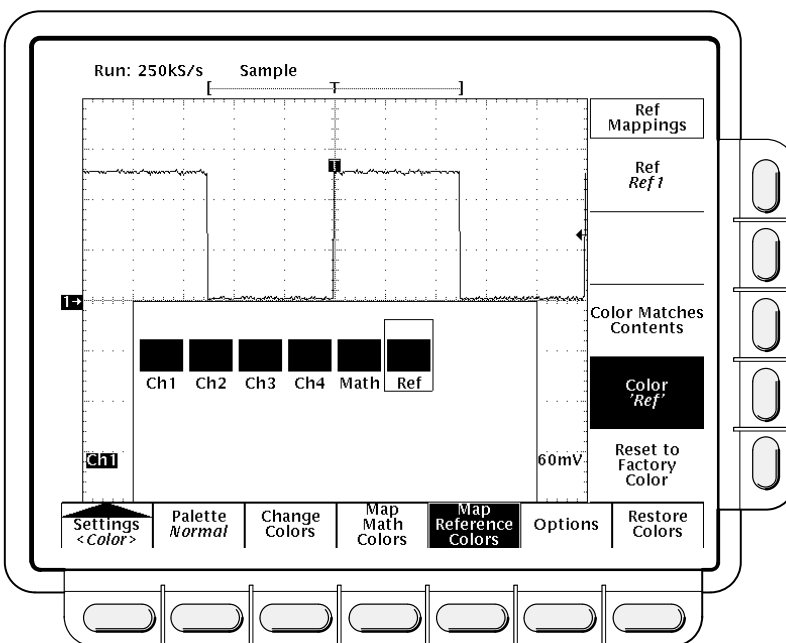 Run: 250kS/s Sample
[ T ]
Ref
Mappings
Ref
Ref1
T
1→
Color Matches
Contents
Ch1 Ch2 Ch3 Ch4 Math Ref
Color
'Ref'
Ch1
60mV
Reset to
Factory
Color
Settings
<Color>
Palette
Normal
Change
Colors
Map
Math
Colors
Map
Reference
Colors
Options
Restore
Colors